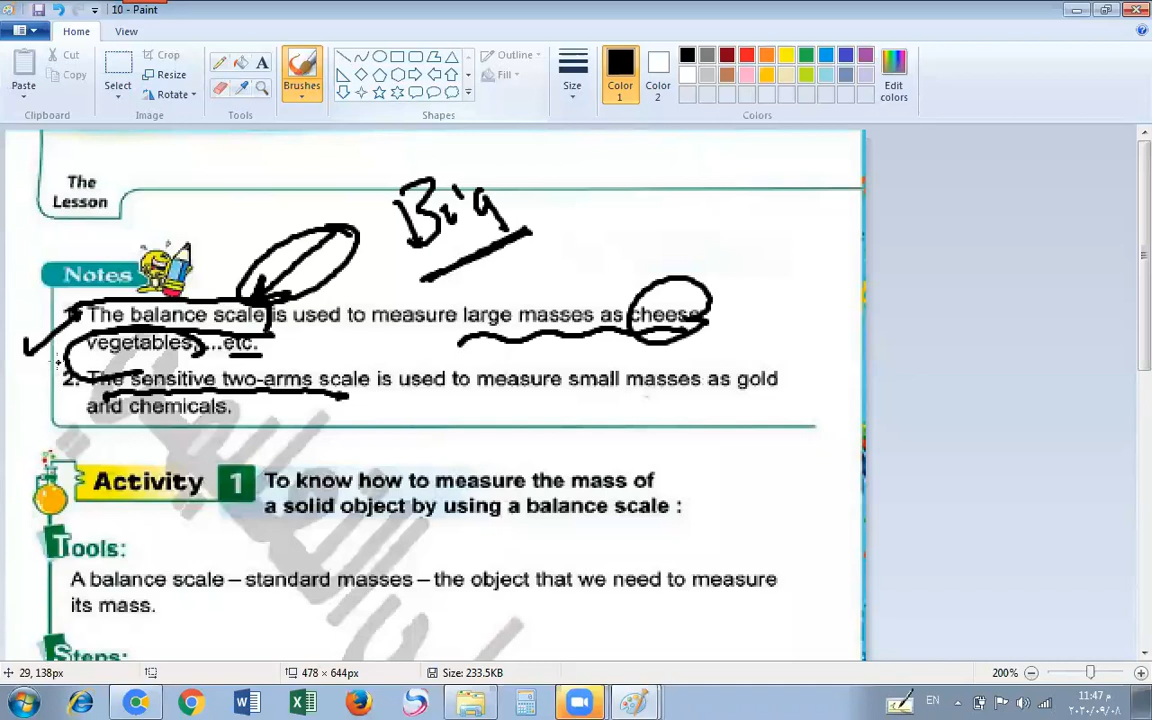 10 - Paint
Home View
Paste
Cut
Copy
Clipboard
Select
Crop
Resize
Rotate
Image
Tools
Brushes
Outline
Fill
Shapes
Size
Color 1
Color 2
Edit colors
Colors
The
Lesson
Big
Notes
1. The balance scale is used to measure large masses as cheese
vegetables, ...etc.
2. The sensitive two-arms scale is used to measure small masses as gold
and chemicals.
Activity 1 To know how to measure the mass of
a solid object by using a balance scale :
Tools:
A balance scale – standard masses – the object that we need to measure
its mass.
Steps:
29, 138px 478 × 644px Size: 233.5KB 200%
EN
11:47 م
٢٠٢٠/٠٩/٠٨